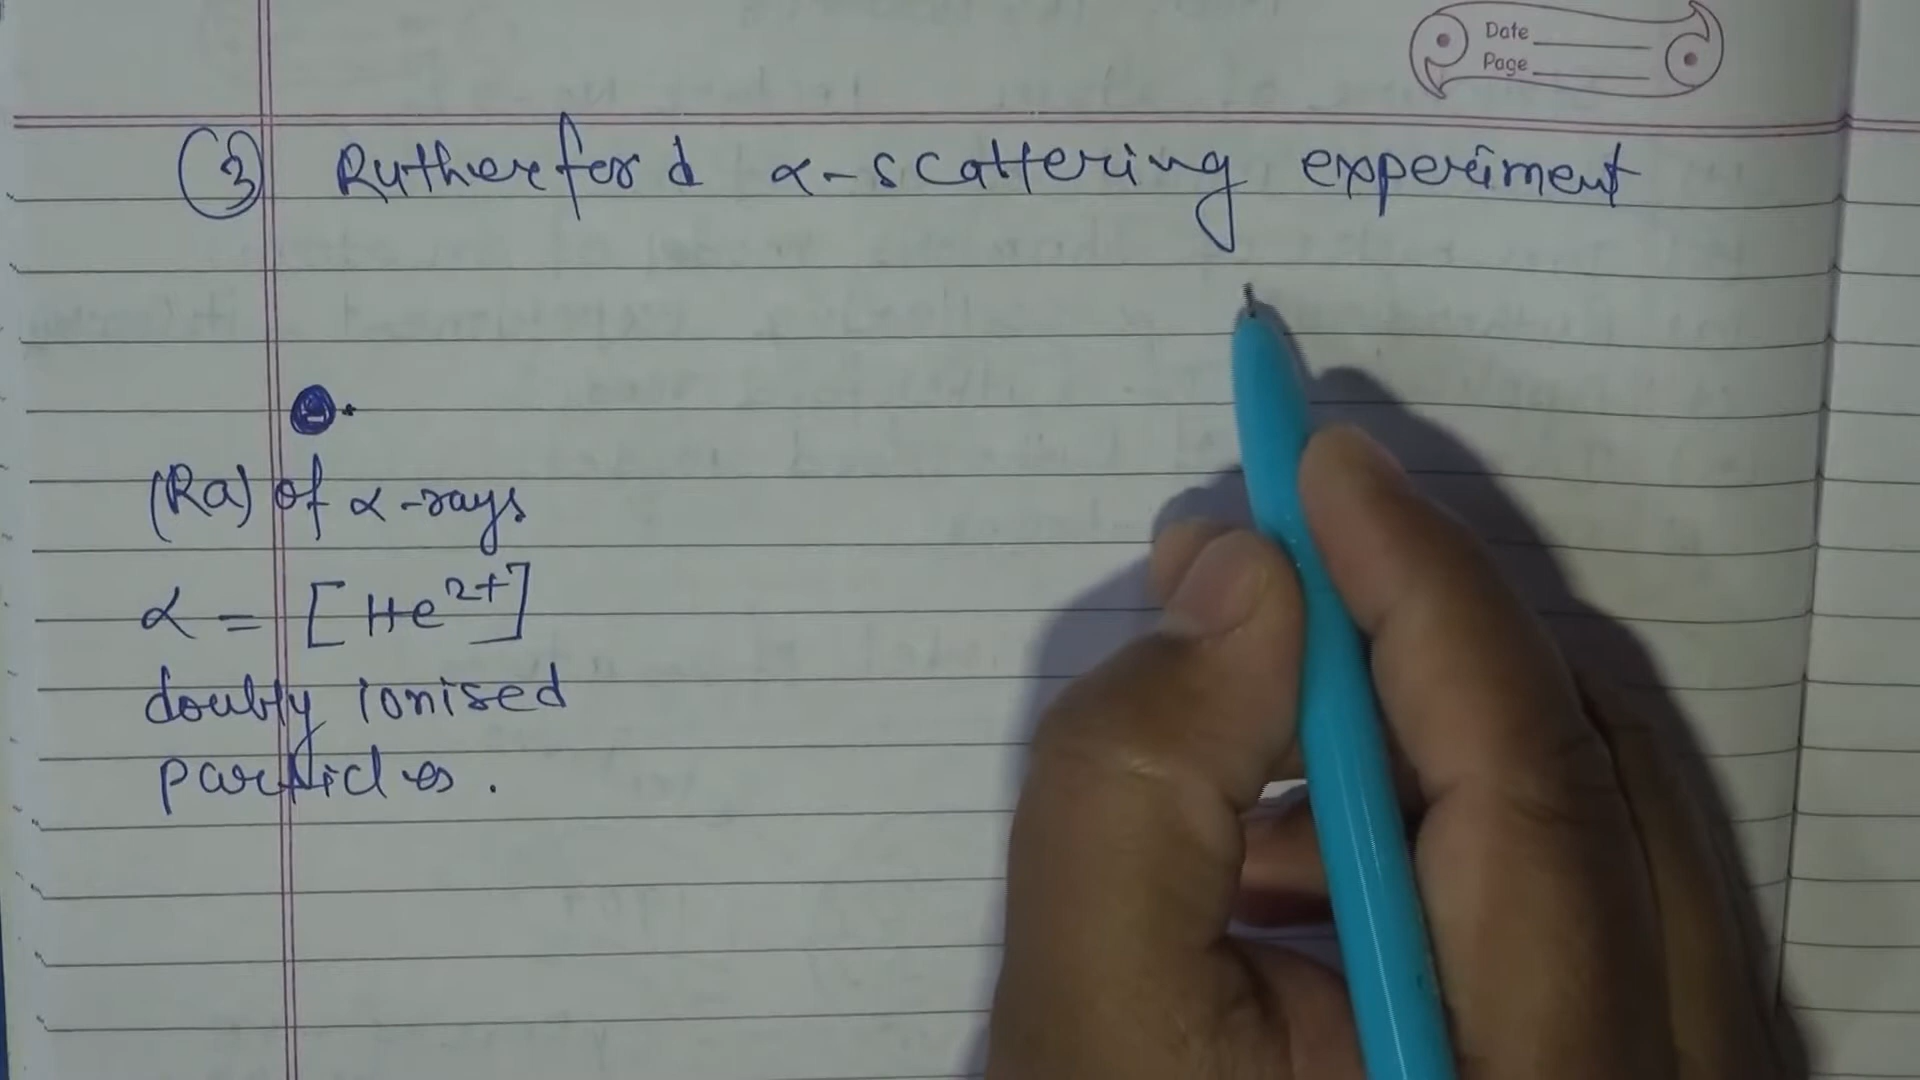 Date
Page
③ Rutherford α-scattering experiment
(Ra) of α-rays
α = [He²⁺]
doubly ionised
particles.